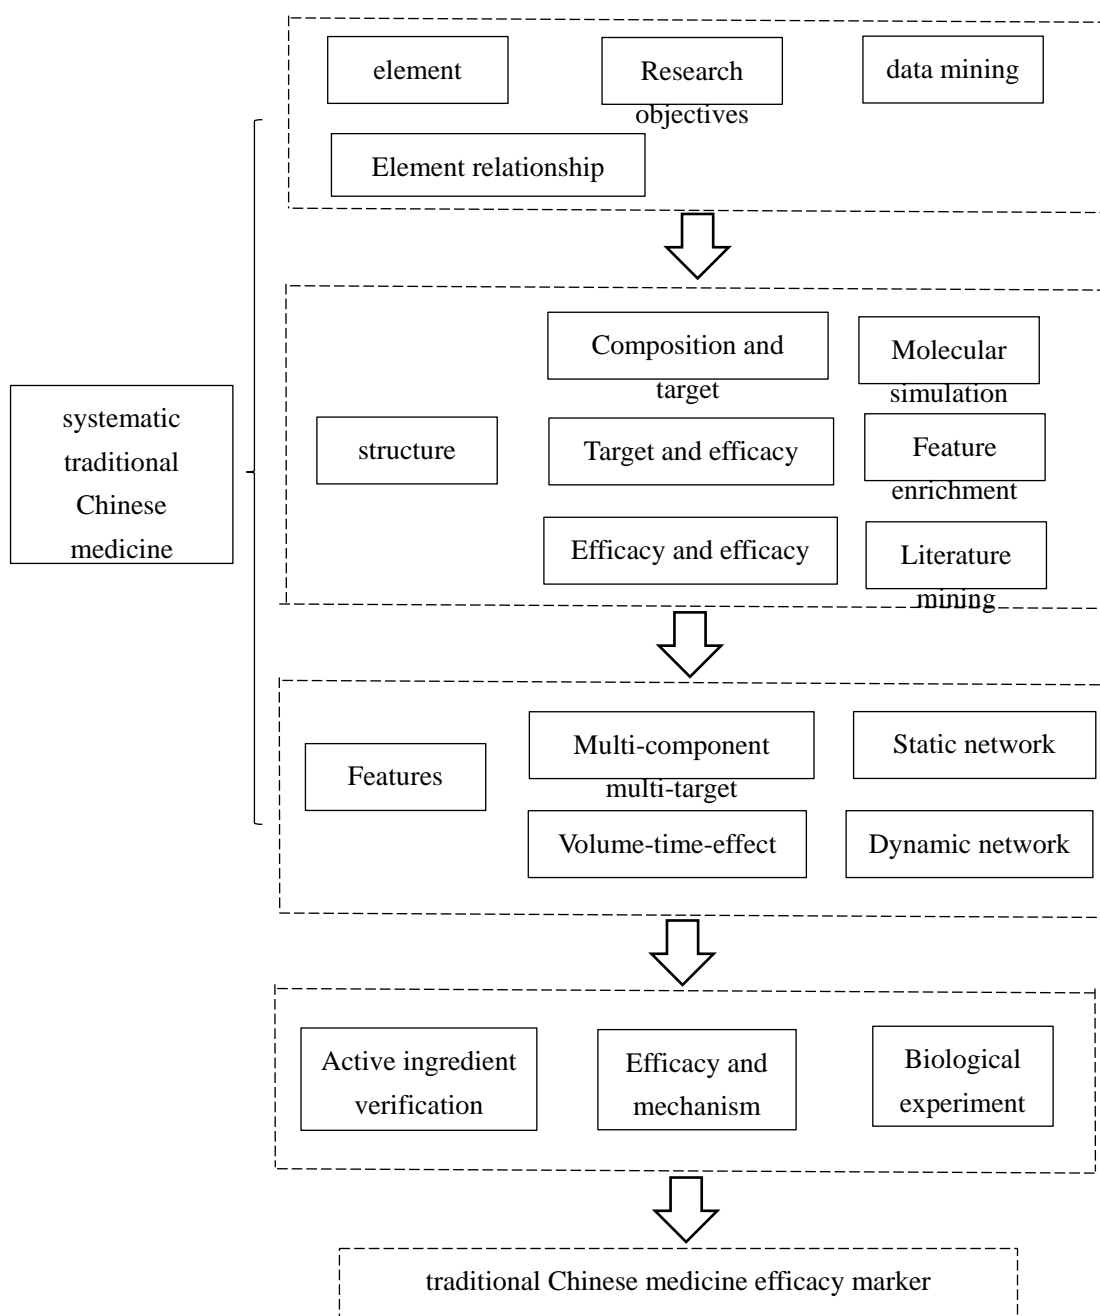 element
Research
objectives
data mining
Element relationship
systematic
traditional
Chinese
medicine
structure
Composition and
target
Molecular
simulation
Target and efficacy
Feature
enrichment
Efficacy and efficacy
Literature
mining
Features
Multi-component
multi-target
Static network
Volume-time-effect
Dynamic network
Active ingredient
verification
Efficacy and
mechanism
Biological
experiment
traditional Chinese medicine efficacy marker